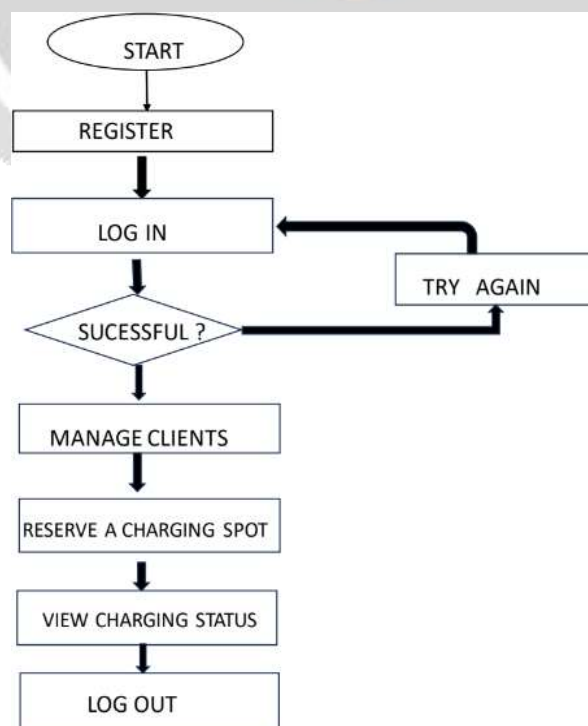 START
REGISTER
LOG IN
TRY AGAIN
SUCESSFUL ?
MANAGE CLIENTS
RESERVE A CHARGING SPOT
VIEW CHARGING STATUS
LOG OUT